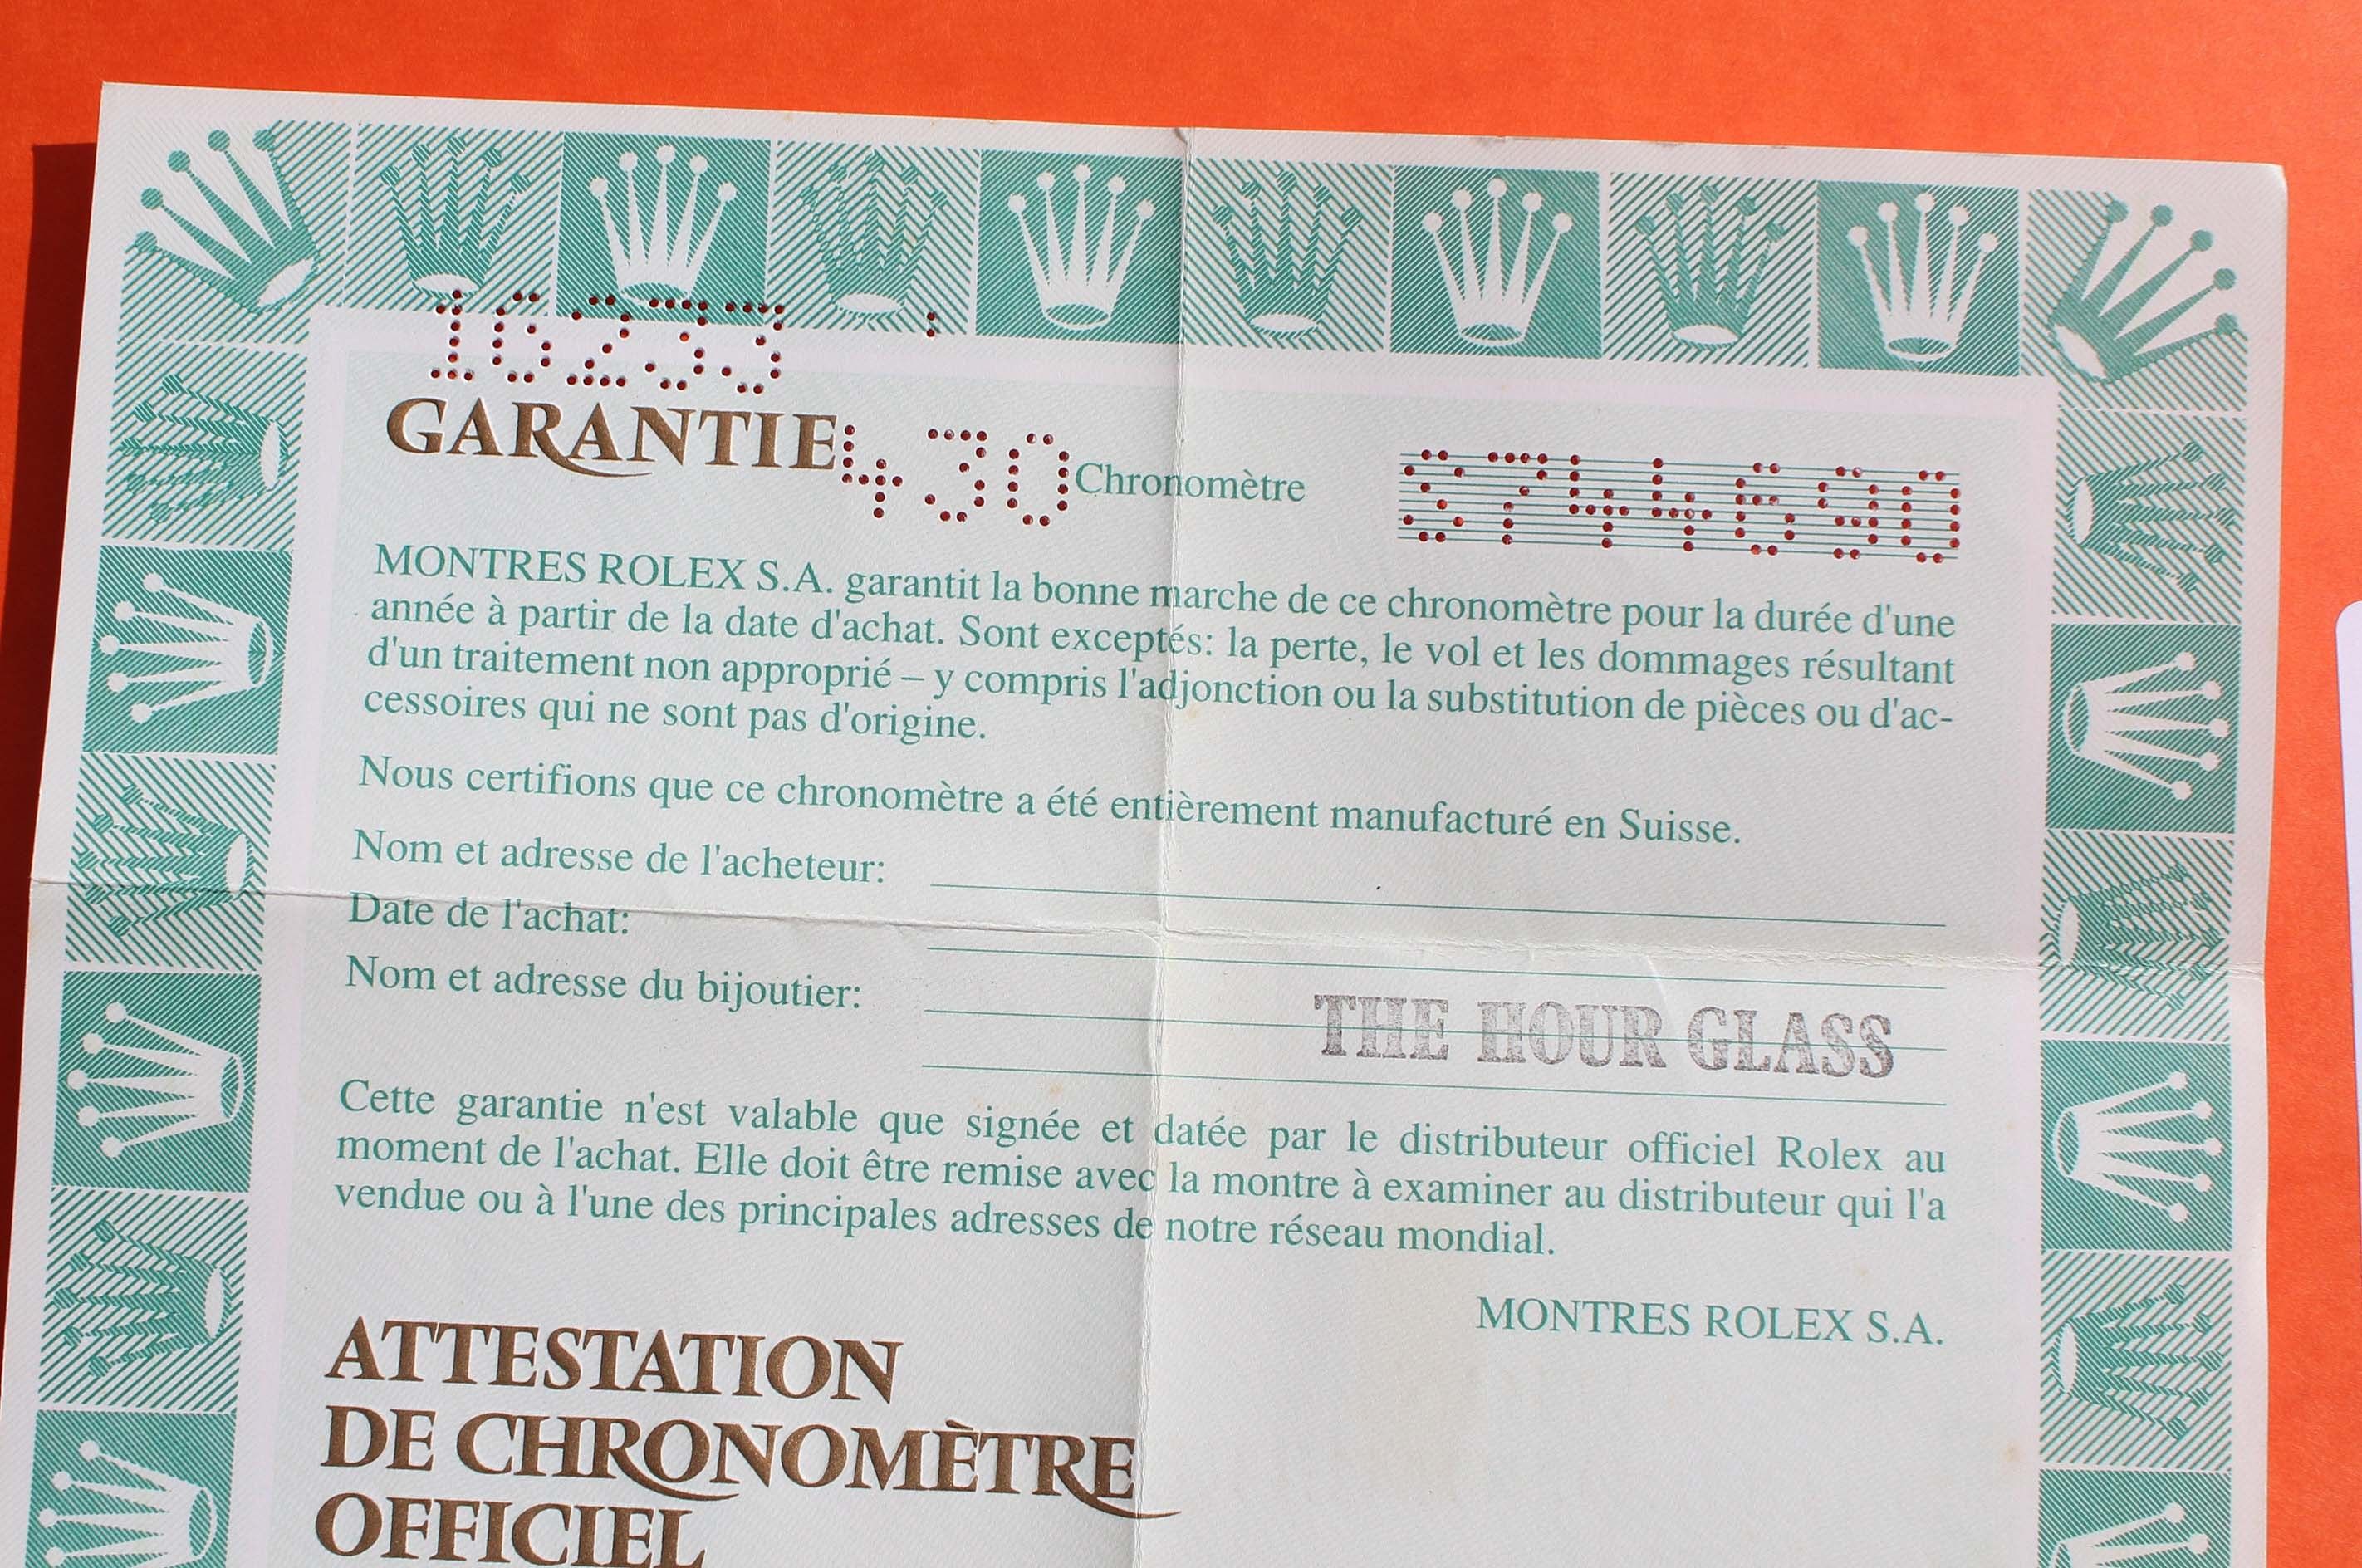 16233
GARANTIE 430 Chronomètre S744690
MONTRES ROLEX S.A. garantit la bonne marche de ce chronomètre pour la durée d'une
année à partir de la date d'achat. Sont exceptés: la perte, le vol et les dommages résultant
d'un traitement non approprié – y compris l'adjonction ou la substitution de pièces ou d'ac-
cessoires qui ne sont pas d'origine.
Nous certifions que ce chronomètre a été entièrement manufacturé en Suisse.
Nom et adresse de l'acheteur:
Date de l'achat:
Nom et adresse du bijoutier:
THE HOUR GLASS
Cette garantie n'est valable que signée et datée par le distributeur officiel Rolex au
moment de l'achat. Elle doit être remise avec la montre à examiner au distributeur qui l'a
vendue ou à l'une des principales adresses de notre réseau mondial.
MONTRES ROLEX S.A.
ATTESTATION
DE CHRONOMÈTRE
OFFICIEL